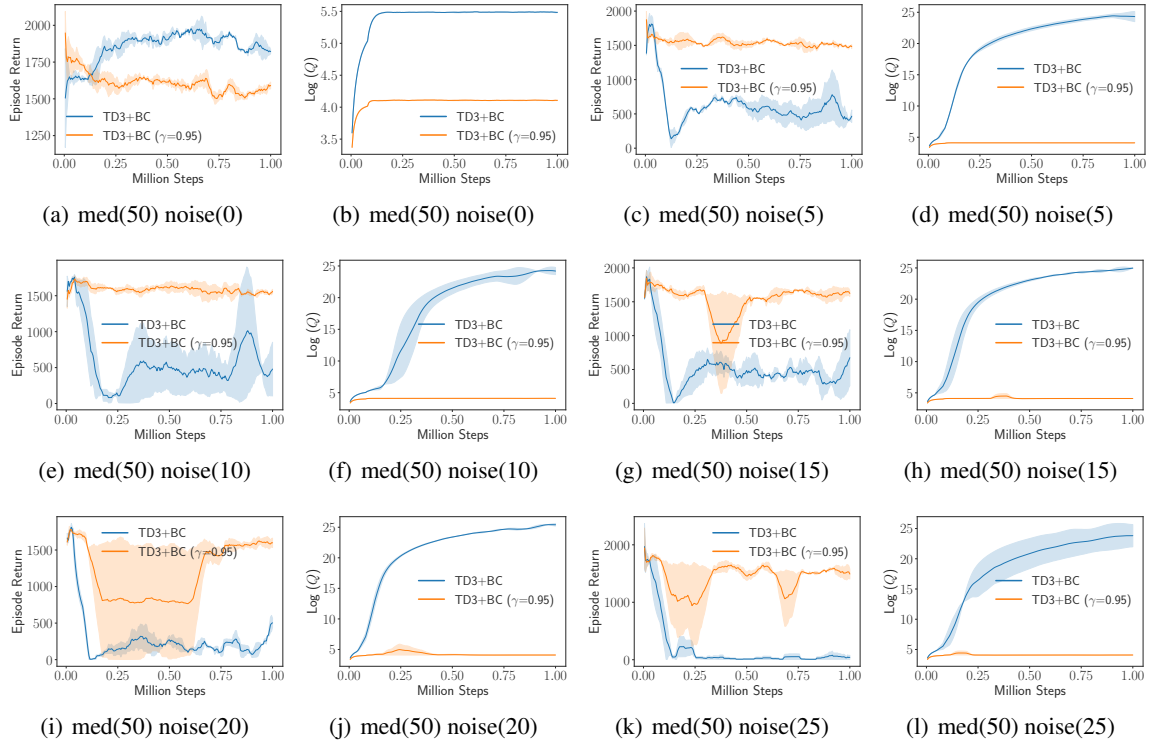 Episode Return
2000
1750
1500
1250
TD3+BC
TD3+BC (γ=0.95)
0.00 0.25 0.50 0.75 1.00
Million Steps
(a) med(50) noise(0)
Log (Q)
5.5
5.0
4.5
4.0
3.5
TD3+BC
TD3+BC (γ=0.95)
0.00 0.25 0.50 0.75 1.00
Million Steps
(b) med(50) noise(0)
Episode Return
2000
1500
1000
500
0
TD3+BC
TD3+BC (γ=0.95)
0.00 0.25 0.50 0.75 1.00
Million Steps
(c) med(50) noise(5)
Log (Q)
25
20
15
10
5
TD3+BC
TD3+BC (γ=0.95)
0.00 0.25 0.50 0.75 1.00
Million Steps
(d) med(50) noise(5)
Episode Return
1500
1000
500
0
TD3+BC
TD3+BC (γ=0.95)
0.00 0.25 0.50 0.75 1.00
Million Steps
(e) med(50) noise(10)
Log (Q)
25
20
15
10
5
TD3+BC
TD3+BC (γ=0.95)
0.00 0.25 0.50 0.75 1.00
Million Steps
(f) med(50) noise(10)
Episode Return
2000
1500
1000
500
0
TD3+BC
TD3+BC (γ=0.95)
0.00 0.25 0.50 0.75 1.00
Million Steps
(g) med(50) noise(15)
Log (Q)
25
20
15
10
5
TD3+BC
TD3+BC (γ=0.95)
0.00 0.25 0.50 0.75 1.00
Million Steps
(h) med(50) noise(15)
Episode Return
1500
1000
500
0
TD3+BC
TD3+BC (γ=0.95)
0.00 0.25 0.50 0.75 1.00
Million Steps
(i) med(50) noise(20)
Log (Q)
25
20
15
10
5
TD3+BC
TD3+BC (γ=0.95)
0.00 0.25 0.50 0.75 1.00
Million Steps
(j) med(50) noise(20)
Episode Return
2500
2000
1500
1000
500
0
TD3+BC
TD3+BC (γ=0.95)
0.00 0.25 0.50 0.75 1.00
Million Steps
(k) med(50) noise(25)
Log (Q)
25
20
15
10
5
TD3+BC
TD3+BC (γ=0.95)
0.00 0.25 0.50 0.75 1.00
Million Steps
(l) med(50) noise(25)